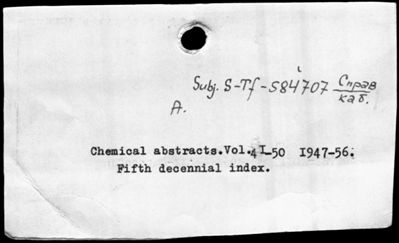 Subj. S-Tf-584707 Справ
каб.
A.
Chemical abstracts.Vol.41-50 1947-56.
Fifth decennial index.